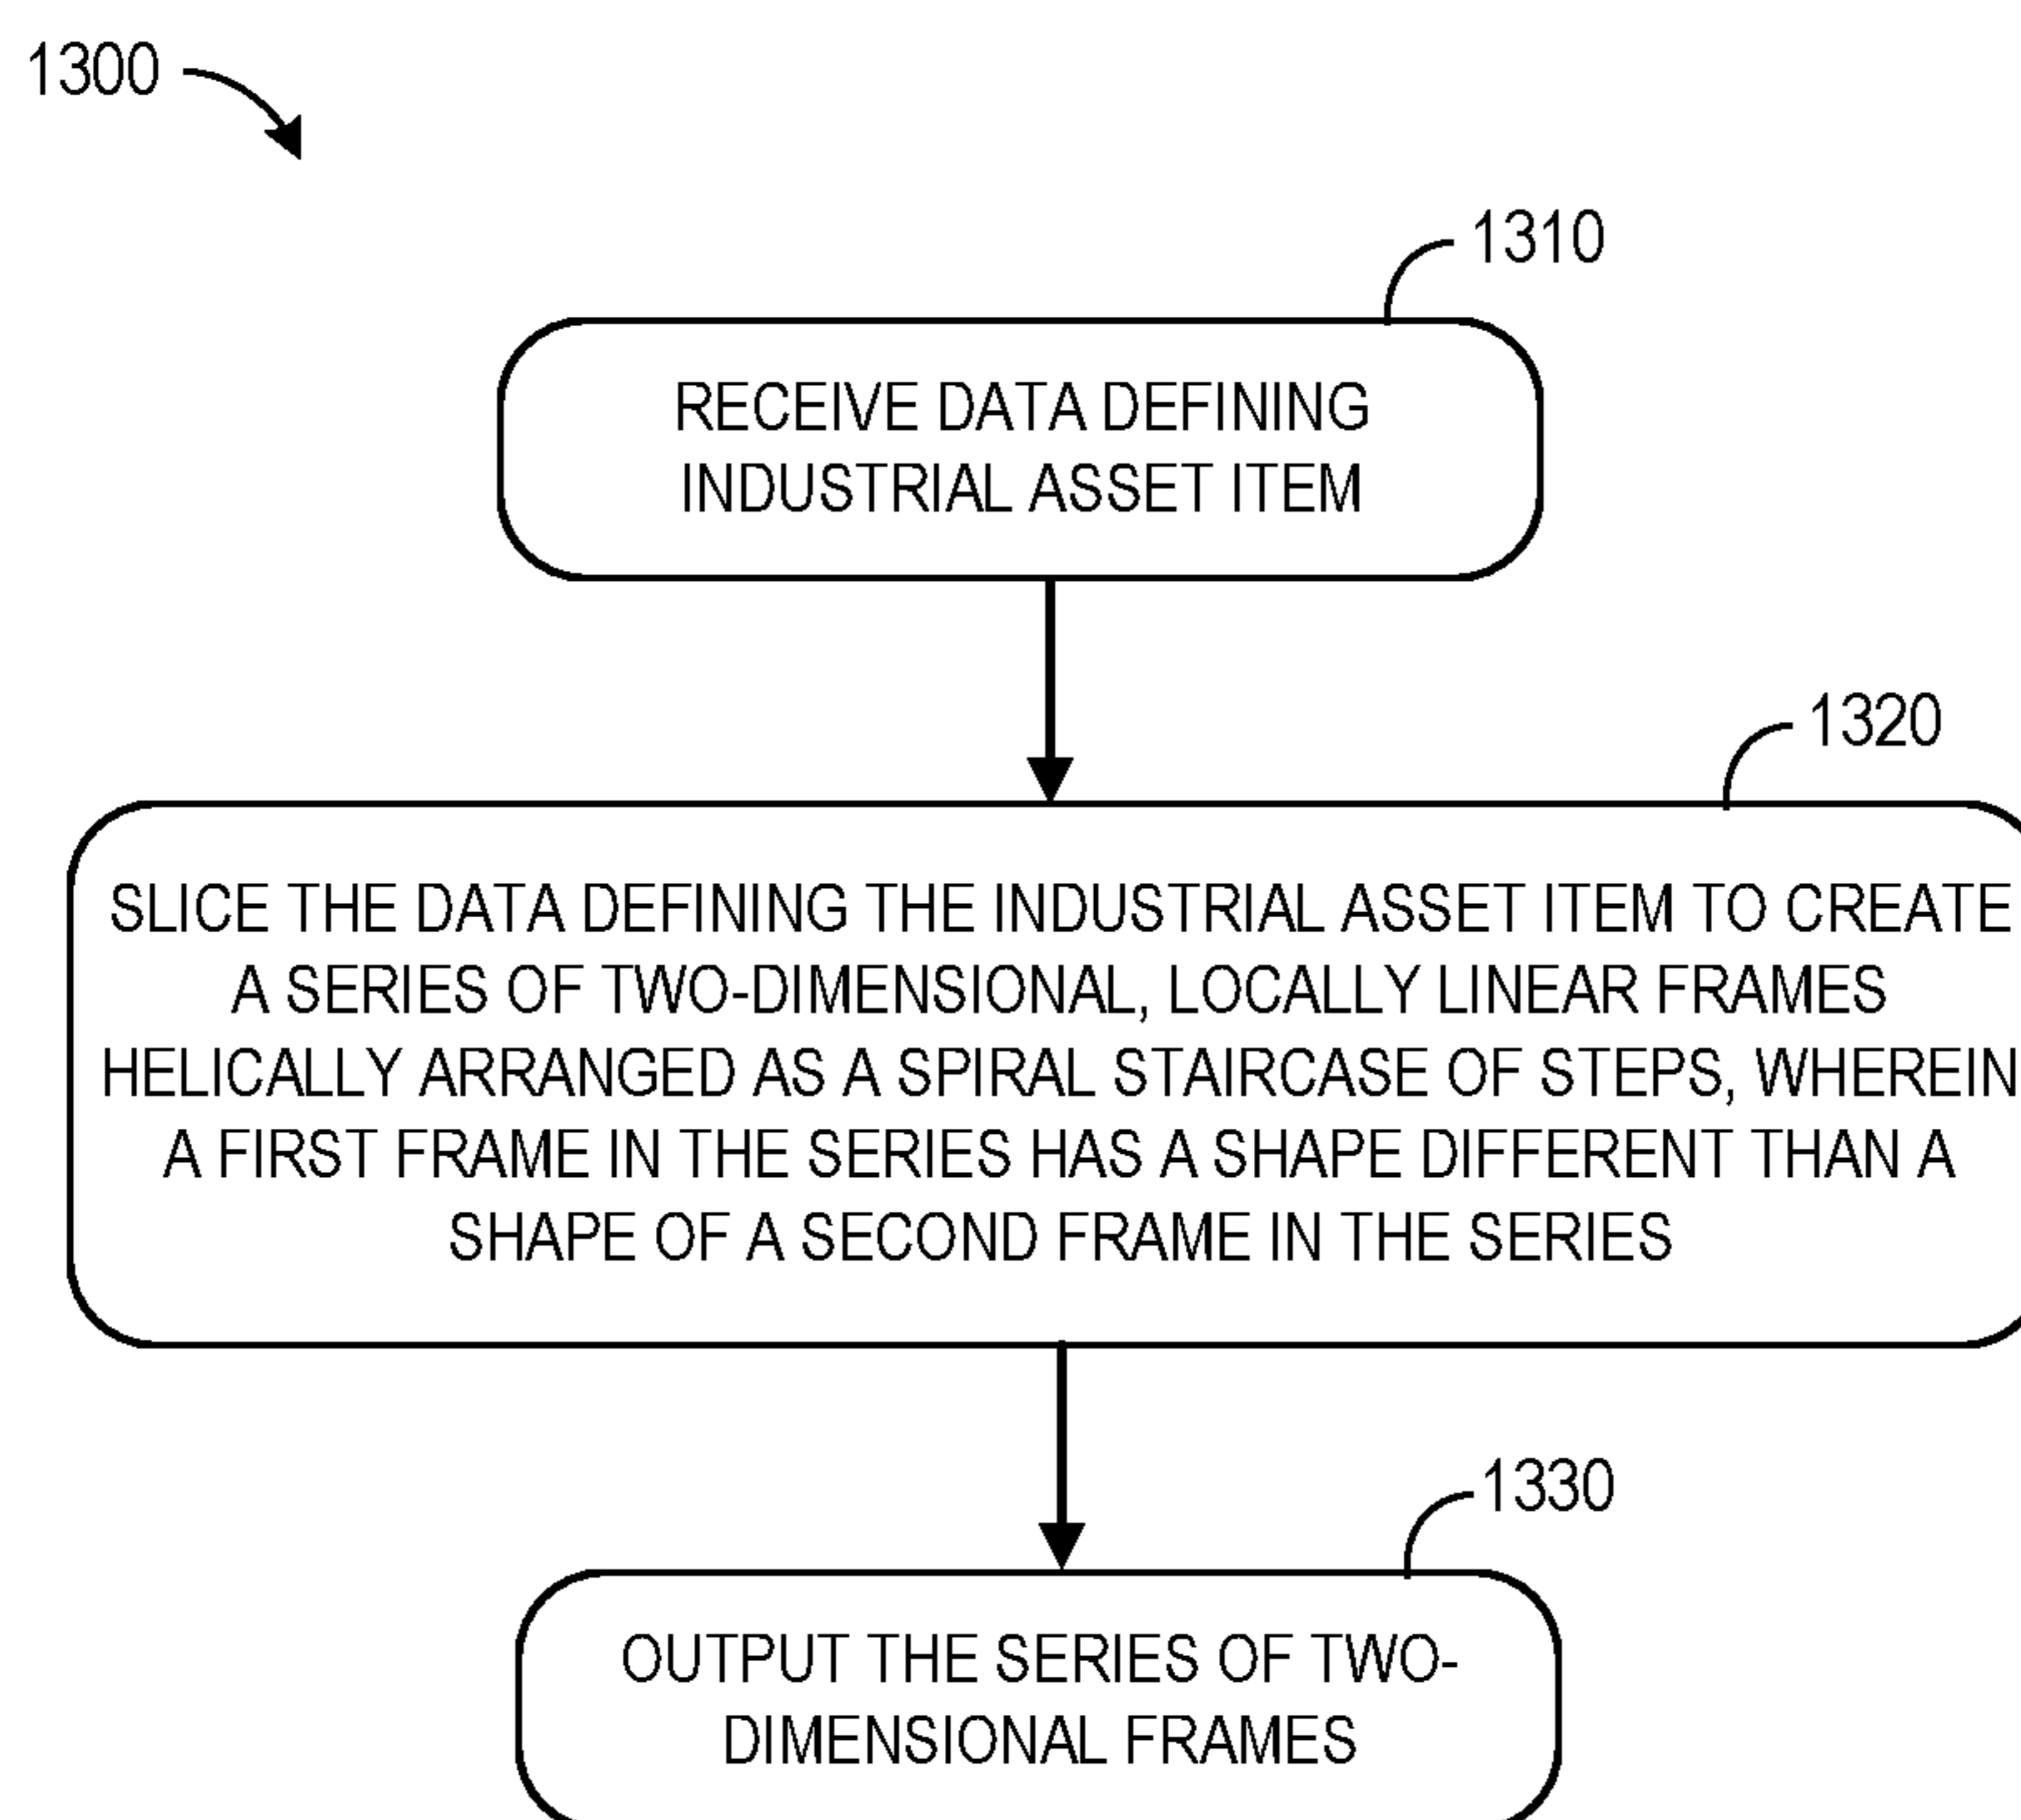 1300
1310
RECEIVE DATA DEFINING
INDUSTRIAL ASSET ITEM
1320
SLICE THE DATA DEFINING THE INDUSTRIAL ASSET ITEM TO CREATE
A SERIES OF TWO-DIMENSIONAL, LOCALLY LINEAR FRAMES
HELICALLY ARRANGED AS A SPIRAL STAIRCASE OF STEPS, WHEREIN
A FIRST FRAME IN THE SERIES HAS A SHAPE DIFFERENT THAN A
SHAPE OF A SECOND FRAME IN THE SERIES
1330
OUTPUT THE SERIES OF TWO-
DIMENSIONAL FRAMES